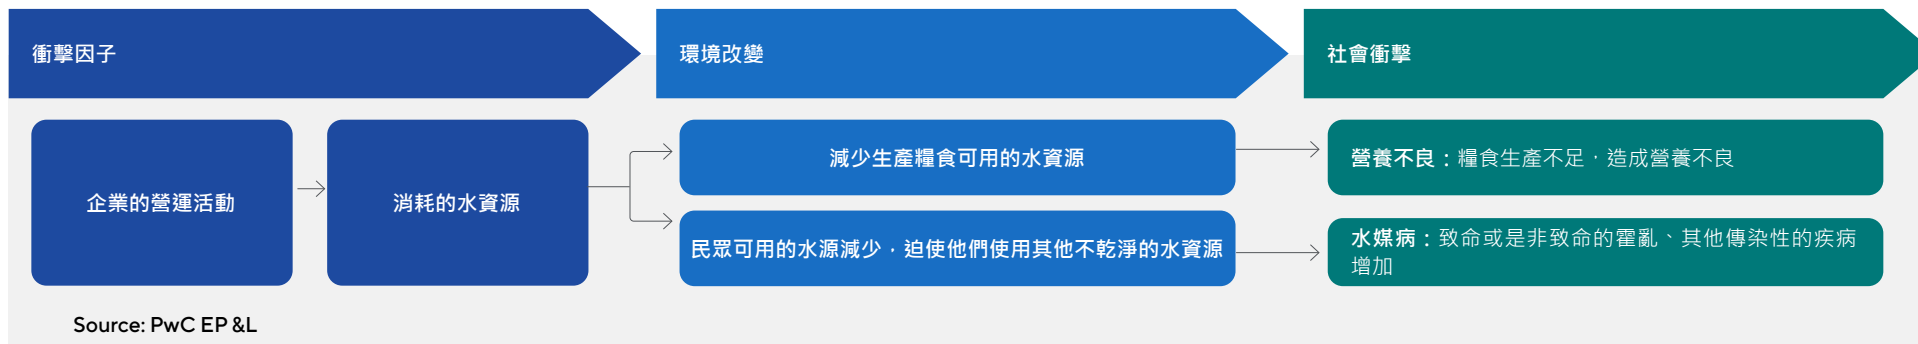 衝擊因子
環境改變
社會衝擊
企業的營運活動
消耗的水資源
減少生產糧食可用的水資源
營養不良：糧食生產不足，造成營養不良
民眾可用的水源減少，迫使他們使用其他不乾淨的水資源
水媒病：致命或是非致命的霍亂、其他傳染性的疾病
增加
Source: PwC EP &L